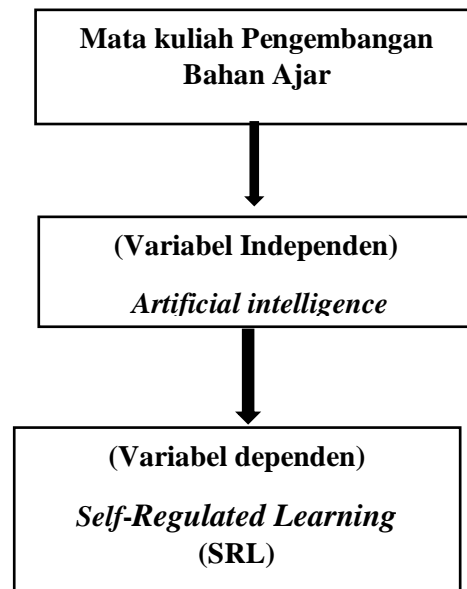 Mata kuliah Pengembangan
Bahan Ajar
(Variabel Independen)
Artificial intelligence
(Variabel dependen)
Self-Regulated Learning
(SRL)